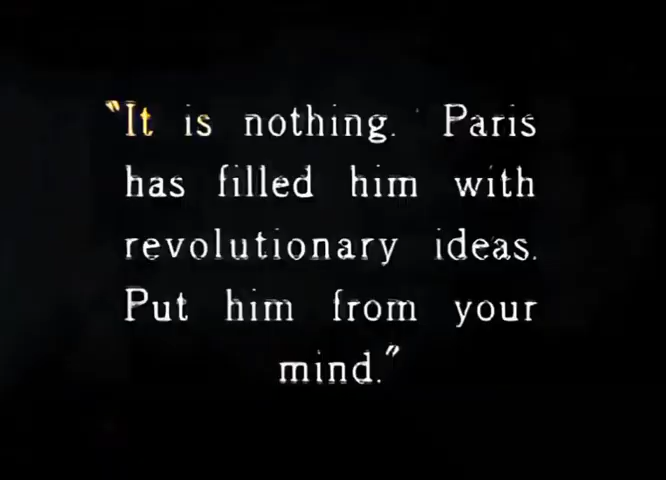 "It is nothing. Paris
has filled him with
revolutionary ideas.
Put him from your
mind."